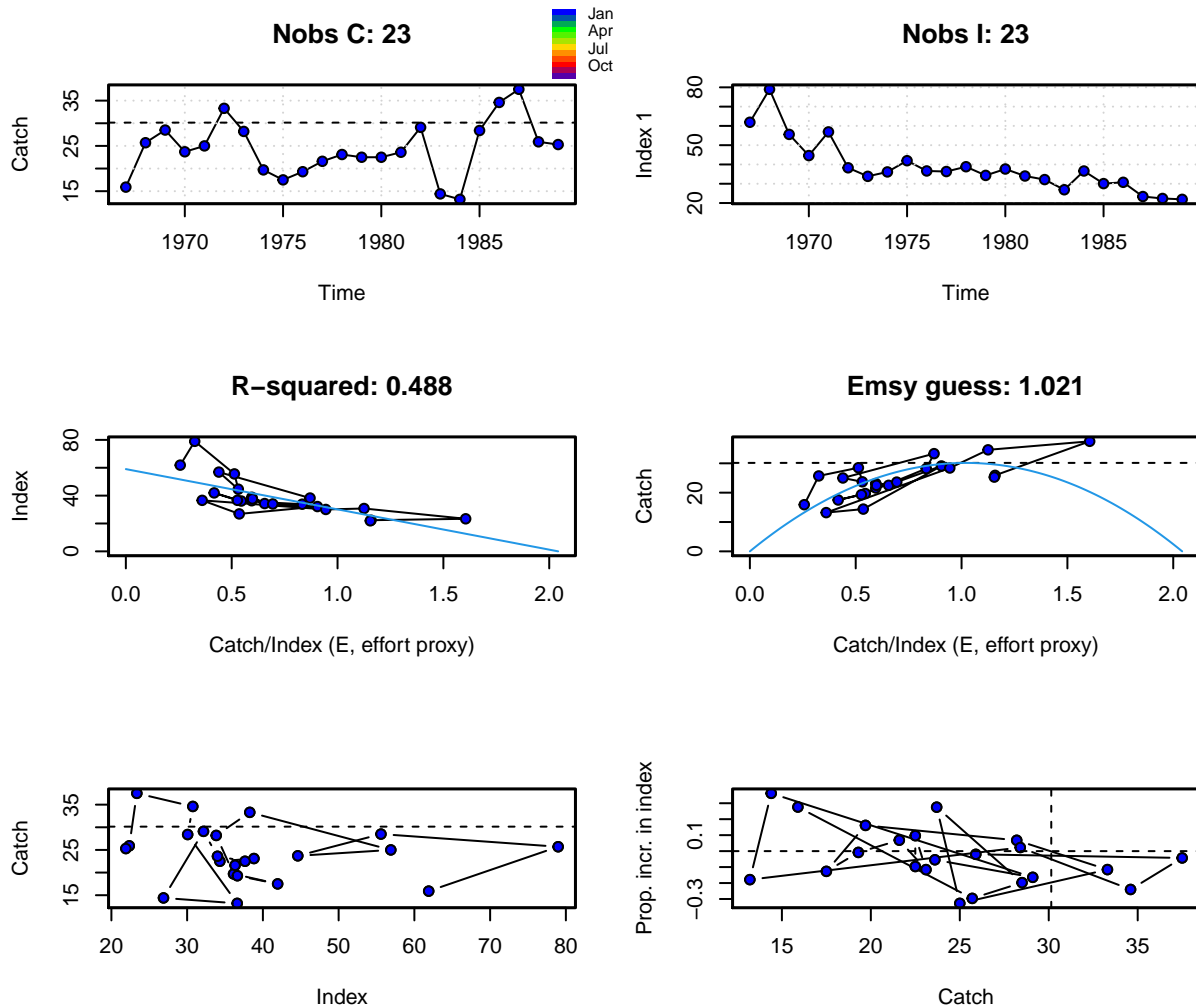 Nobs C: 23
Jan
Apr
Jul
Oct
Catch
15 25 35
1970 1975 1980 1985
Time
Nobs I: 23
Index 1
20 50 80
1970 1975 1980 1985
Time
R−squared: 0.488
Index
0 40 80
0.0 0.5 1.0 1.5 2.0
Catch/Index (E, effort proxy)
Emsy guess: 1.021
Catch
0 20
0.0 0.5 1.0 1.5 2.0
Catch/Index (E, effort proxy)
Catch
15 25 35
20 30 40 50 60 70 80
Index
Prop. incr. in index
−0.3 0.1
15 20 25 30 35
Catch